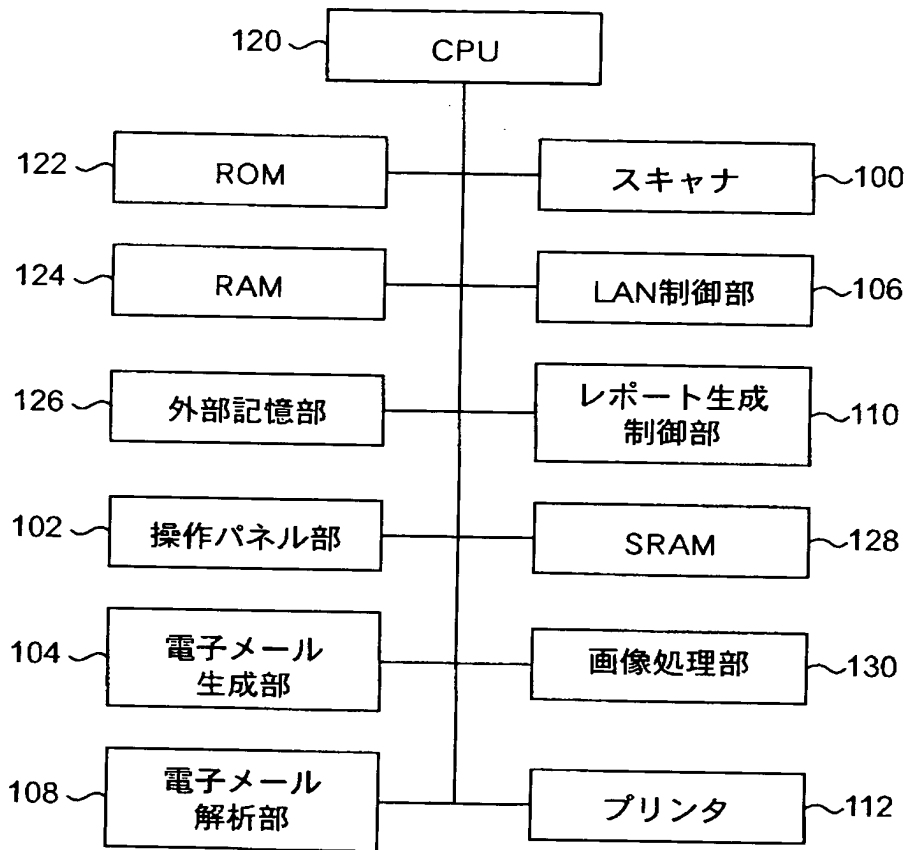 120
CPU
122
ROM
スキャナ
100
124
RAM
LAN制御部
106
126
外部記憶部
レポート生成
制御部
110
102
操作パネル部
SRAM
128
104
電子メール
生成部
画像処理部
130
108
電子メール
解析部
プリンタ
112